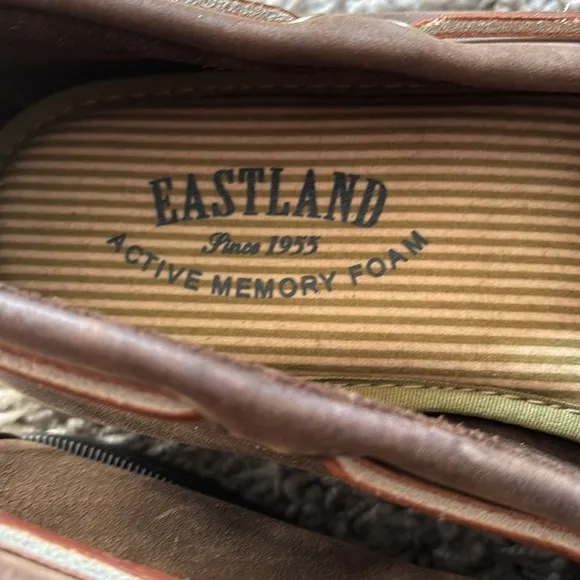 EASTLAND
Since 1955
ACTIVE MEMORY FOAM